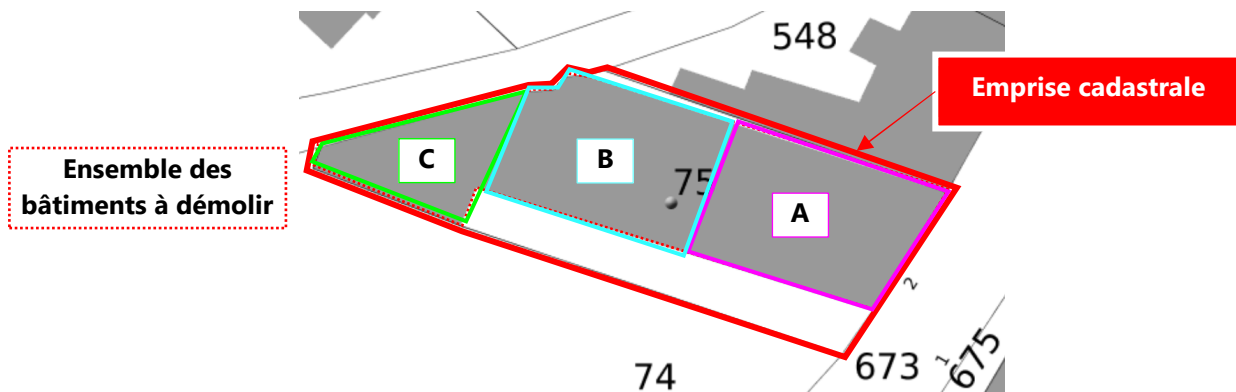 548
Emprise cadastrale
Ensemble des
bâtiments à démolir
C
B
75
A
2
74
673
1
675